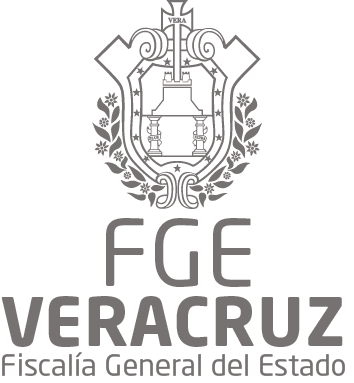 VERA
FGE
VERACRUZ
Fiscalía General del Estado